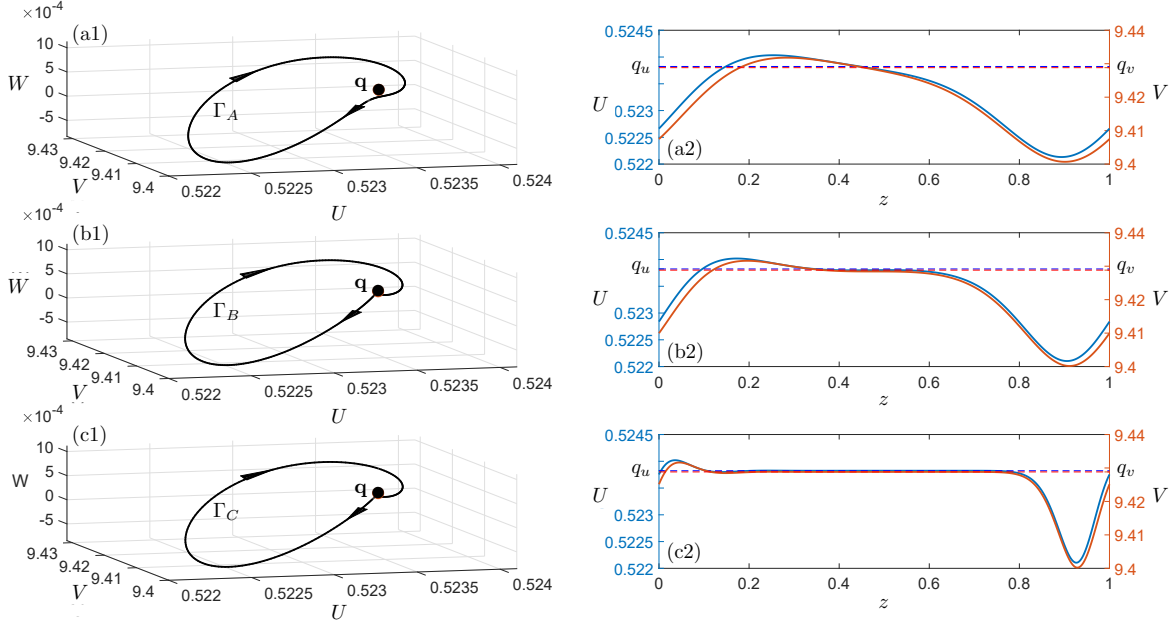 ×10⁻⁴
(a1)
10
5
0
-5
W
q
Γ_A
9.43
9.42
9.41
9.4
V
0.522
0.5225
0.523
0.5235
0.524
U
0.5245
q_u
U
0.523
0.5225
0.522
(a2)
0
0.2
0.4
0.6
0.8
1
z
9.44
q_v
V
9.42
9.41
9.4
×10⁻⁴
(b1)
10
5
0
-5
W
q
Γ_B
9.43
9.42
9.41
9.4
V
0.522
0.5225
0.523
0.5235
0.524
U
0.5245
q_u
U
0.523
0.5225
0.522
(b2)
0
0.2
0.4
0.6
0.8
1
z
9.44
q_v
V
9.42
9.41
9.4
×10⁻⁴
(c1)
10
5
0
-5
W
q
Γ_C
9.43
9.42
9.41
9.4
V
0.522
0.5225
0.523
0.5235
0.524
U
0.5245
q_u
U
0.523
0.5225
0.522
(c2)
0
0.2
0.4
0.6
0.8
1
z
9.44
q_v
V
9.42
9.41
9.4